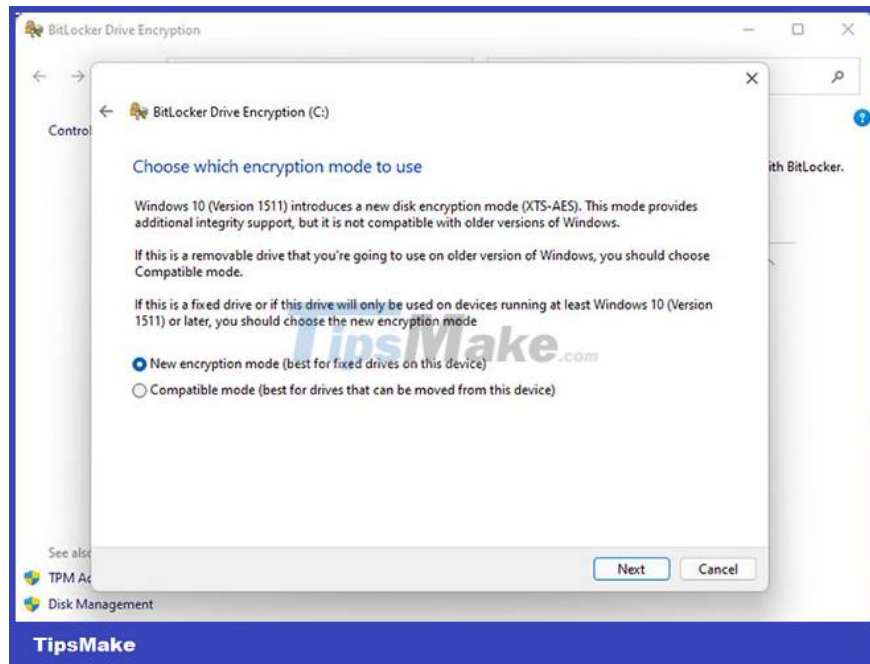 BitLocker Drive Encryption
BitLocker Drive Encryption (C:)
Control
ith BitLocker.
Choose which encryption mode to use
Windows 10 (Version 1511) introduces a new disk encryption mode (XTS-AES). This mode provides
additional integrity support, but it is not compatible with older versions of Windows.
If this is a removable drive that you're going to use on older version of Windows, you should choose
Compatible mode.
If this is a fixed drive or if this drive will only be used on devices running at least Windows 10 (Version
1511) or later, you should choose the new encryption mode
TipsMake.com
New encryption mode (best for fixed drives on this device)
Compatible mode (best for drives that can be moved from this device)
See also
TPM Ad
Next Cancel
Disk Management
TipsMake